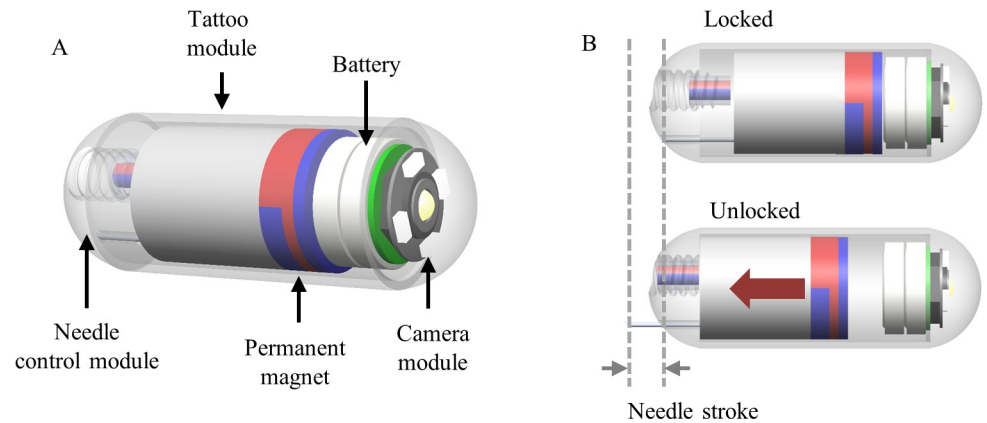 A
Tattoo
module
Battery
Needle
control module
Permanent
magnet
Camera
module
B
Locked
Unlocked
Needle stroke